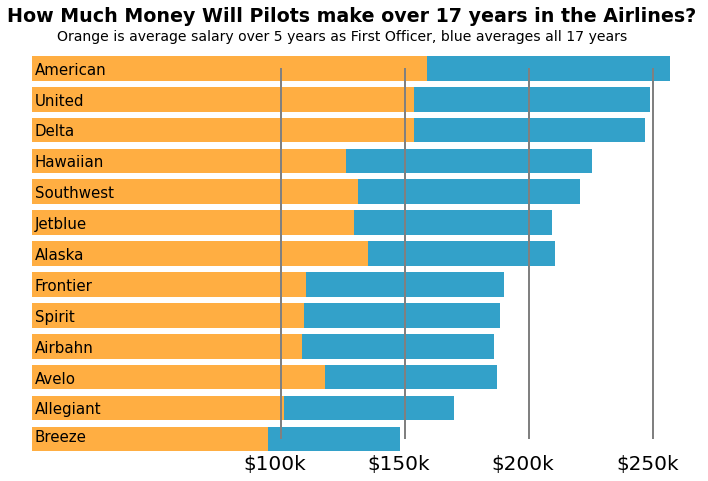 How Much Money Will Pilots make over 17 years in the Airlines?
Orange is average salary over 5 years as First Officer, blue averages all 17 years
American
United
Delta
Hawaiian
Southwest
Jetblue
Alaska
Frontier
Spirit
Airbahn
Avelo
Allegiant
Breeze
$100k $150k $200k $250k